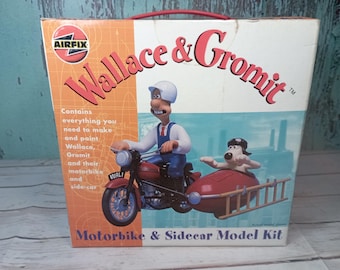 AIRFIX
Wallace & Gromit
TM
Contains
everything you
need to make
and paint
Wallace,
Gromit
and their
motorbike
and side-car
Motorbike & Sidecar Model Kit